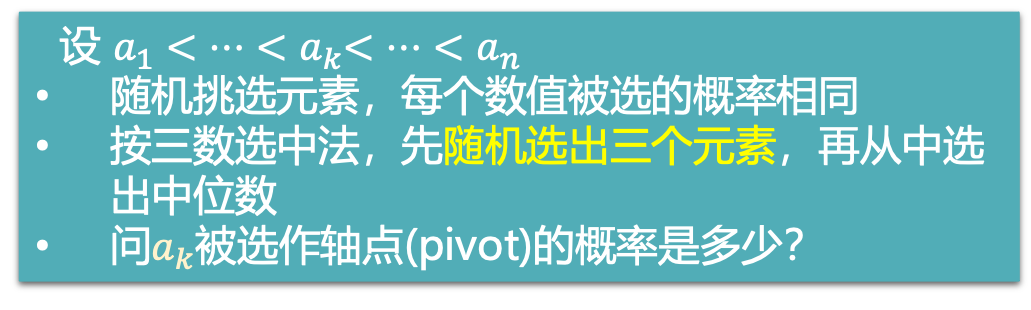 设 𝑎₁ < ⋯ < 𝑎ₖ< ⋯ < 𝑎ₙ
• 随机挑选元素，每个数值被选的概率相同
• 按三数选中法，先随机选出三个元素，再从中选
出中位数
• 问𝑎ₖ被选作轴点(pivot)的概率是多少？